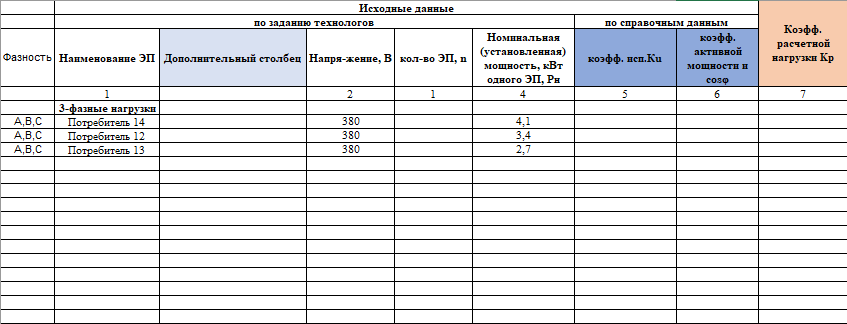 Исходные данные
по заданию технологов
по справочным данным
Коэфф. расчетной нагрузки Кр
Фазность
Наименование ЭП
Дополнительный столбец
Напря-жение, В
кол-во ЭП, n
Номинальная
(установленная)
мощность, кВт
одного ЭП, Рн
коэфф. исп.Ku
коэфф.
активной
мощности и
cosφ
1 2 1 4 5 6 7
3-фазные нагрузки
A,B,C Потребитель 14 380 4,1
A,B,C Потребитель 12 380 3,4
A,B,C Потребитель 13 380 2,7